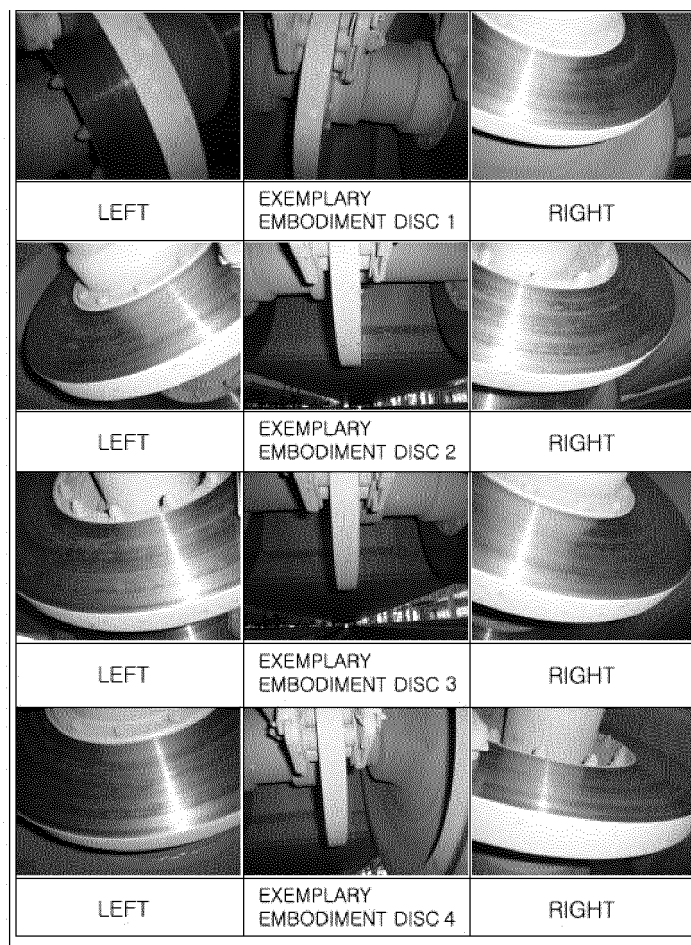 LEFT
EXEMPLARY
EMBODIMENT DISC 1
RIGHT
LEFT
EXEMPLARY
EMBODIMENT DISC 2
RIGHT
LEFT
EXEMPLARY
EMBODIMENT DISC 3
RIGHT
LEFT
EXEMPLARY
EMBODIMENT DISC 4
RIGHT